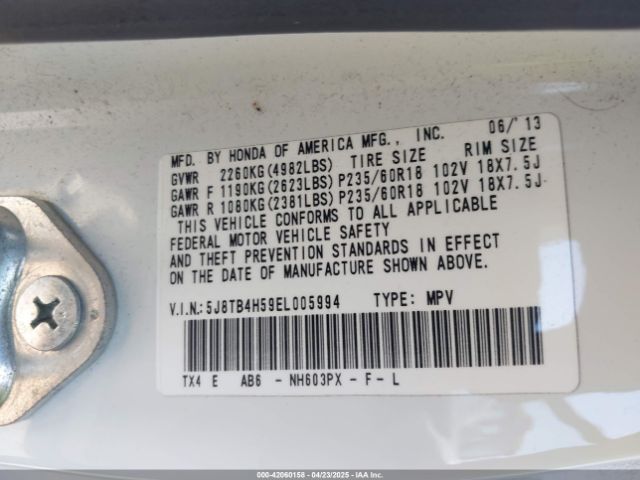 MFD. BY HONDA OF AMERICA MFG., INC. 06/'13
GVWR 2260KG(4982LBS) TIRE SIZE RIM SIZE
GAWR F 1190KG(2623LBS) P235/60R18 102V 18X7.5J
GAWR R 1080KG(2381LBS) P235/60R18 102V 18X7.5J
THIS VEHICLE CONFORMS TO ALL APPLICABLE
FEDERAL MOTOR VEHICLE SAFETY
AND THEFT PREVENTION STANDARDS IN EFFECT
ON THE DATE OF MANUFACTURE SHOWN ABOVE.
V.I.N.:5J8TB4H59EL005994 TYPE: MPV
TX4 E AB6 - NH603PX - F - L
000-42060158 - 04/23/2025 - IAAI.COM